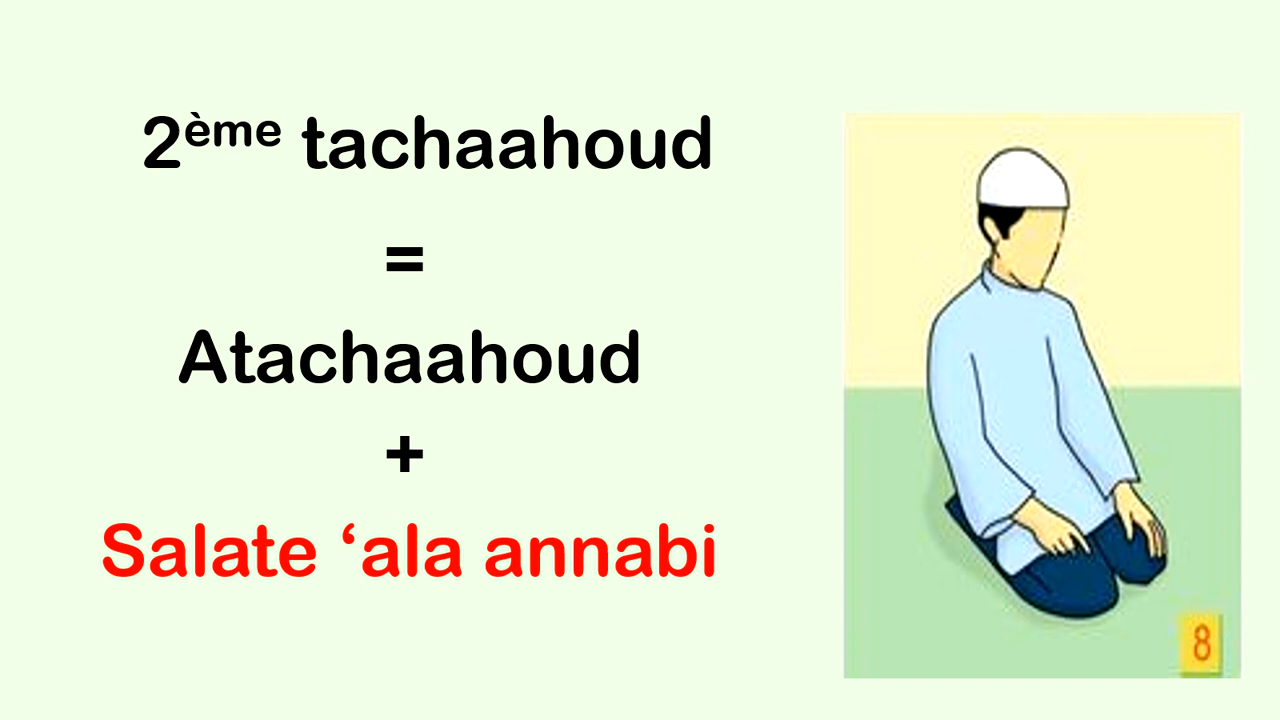 2ème tachaahoud
=
Atachaahoud
+
Salate ‘ala annabi
8